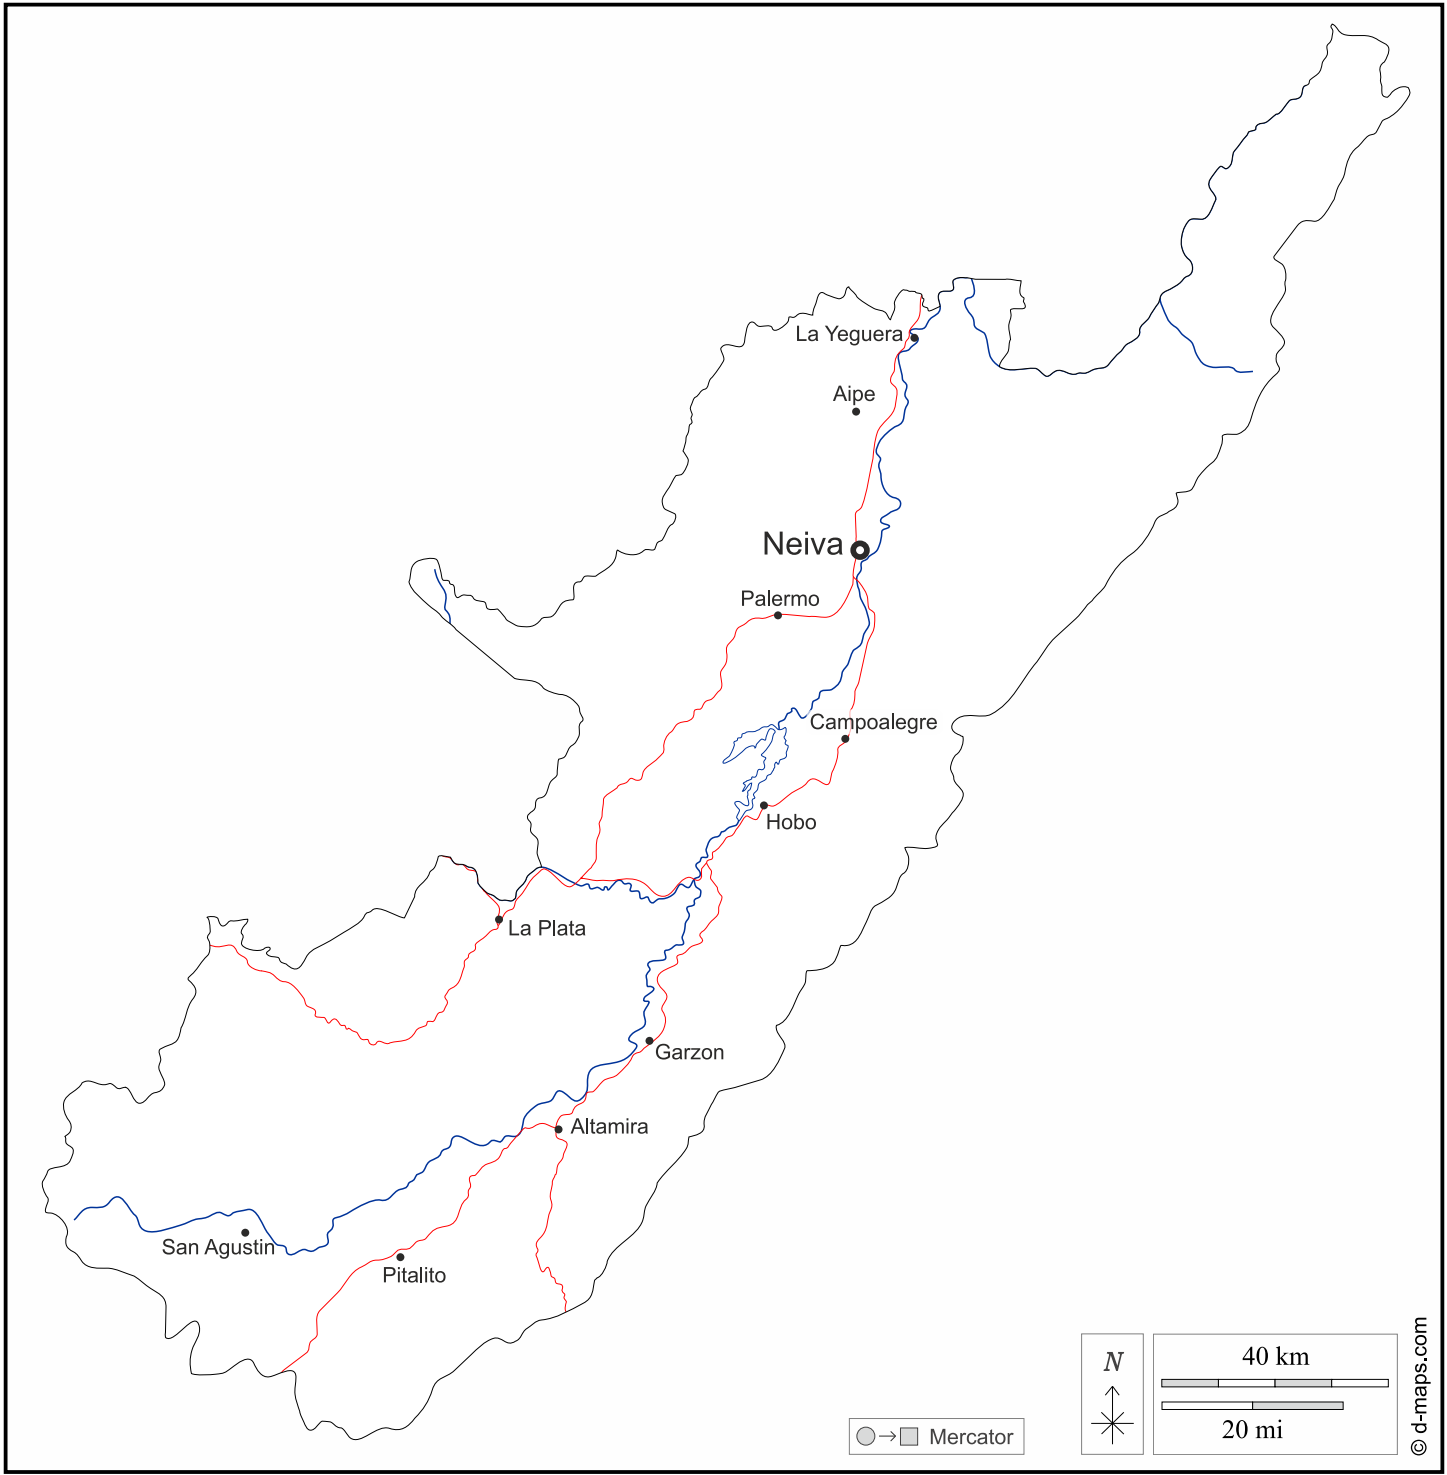 La Yeguera
Aipe
Neiva
Palermo
Campoalegre
Hobo
La Plata
Garzon
Altamira
San Agustin
Pitalito
N
40 km
20 mi
Mercator
© d-maps.com